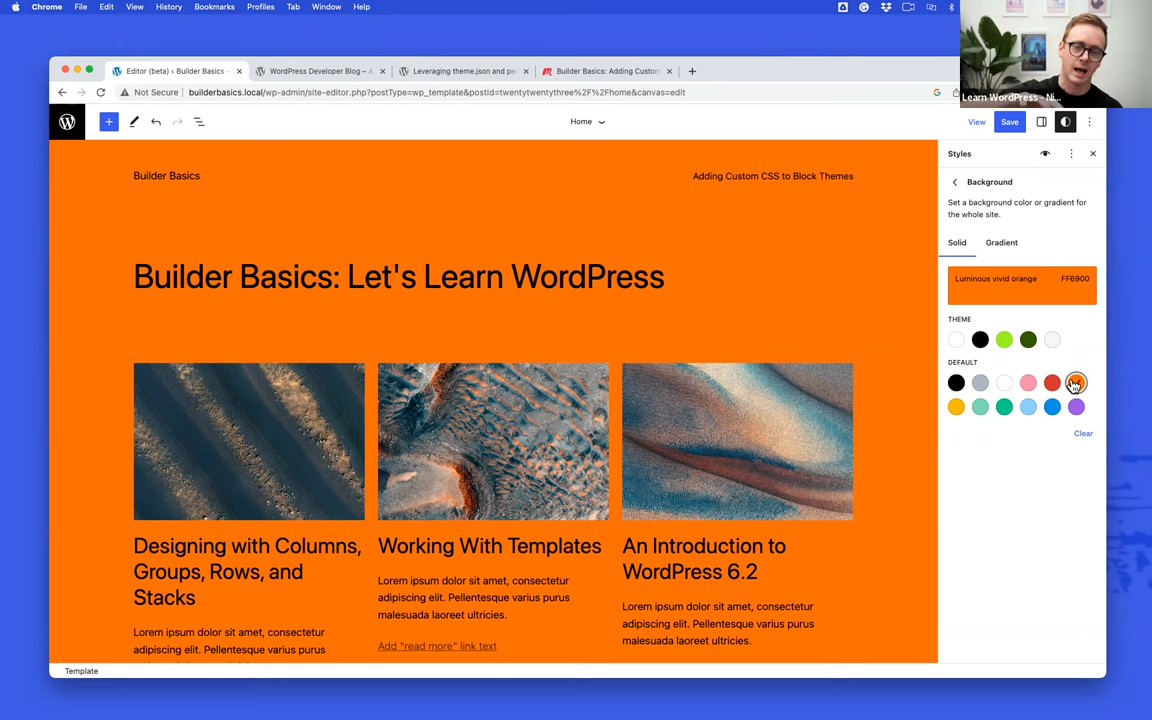 Chrome File Edit View History Bookmarks Profiles Tab Window Help
Editor (beta) ‹ Builder Basics –
WordPress Developer Blog – A
Leveraging theme.json and pe
Builder Basics: Adding Custom
Not Secure builderbasics.local/wp-admin/site-editor.php?postType=wp_template&postId=twentytwentythree%2F%2Fhome&canvas=edit
Learn WordPress - Ni...
Home
View
Save
Styles
Background
Set a background color or gradient for
the whole site.
Solid
Gradient
Luminous vivid orange
FF6900
THEME
DEFAULT
Clear
Builder Basics
Adding Custom CSS to Block Themes
Builder Basics: Let's Learn WordPress
Designing with Columns,
Groups, Rows, and
Stacks
Lorem ipsum dolor sit amet, consectetur
adipiscing elit. Pellentesque varius purus
Working With Templates
Lorem ipsum dolor sit amet, consectetur
adipiscing elit. Pellentesque varius purus
malesuada laoreet ultricies.
Add "read more" link text
An Introduction to
WordPress 6.2
Lorem ipsum dolor sit amet, consectetur
adipiscing elit. Pellentesque varius purus
malesuada laoreet ultricies.
Template